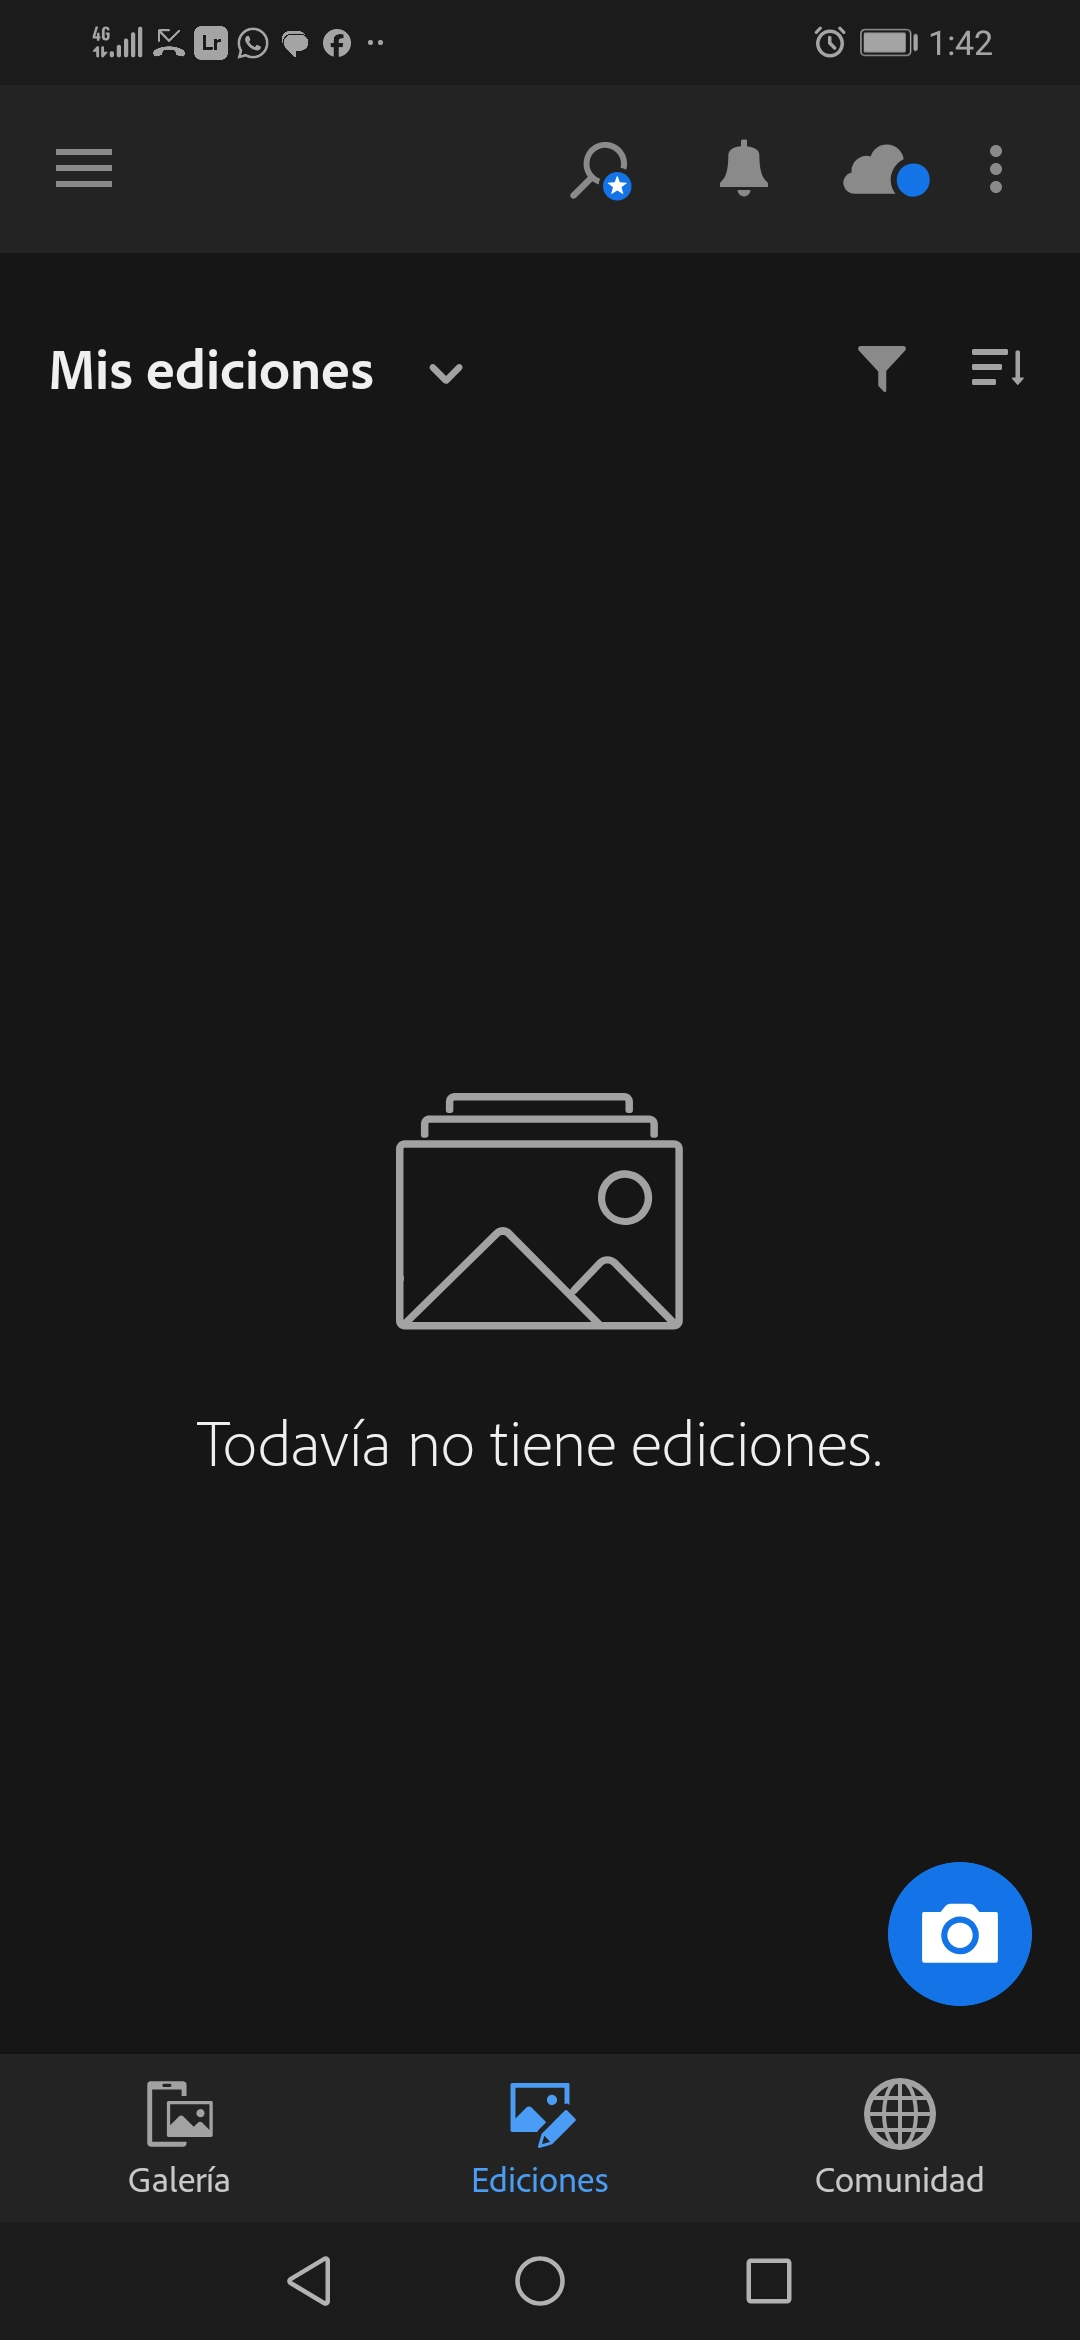 4G Lr 1:42
Mis ediciones
Todavía no tiene ediciones.
Galería Ediciones Comunidad